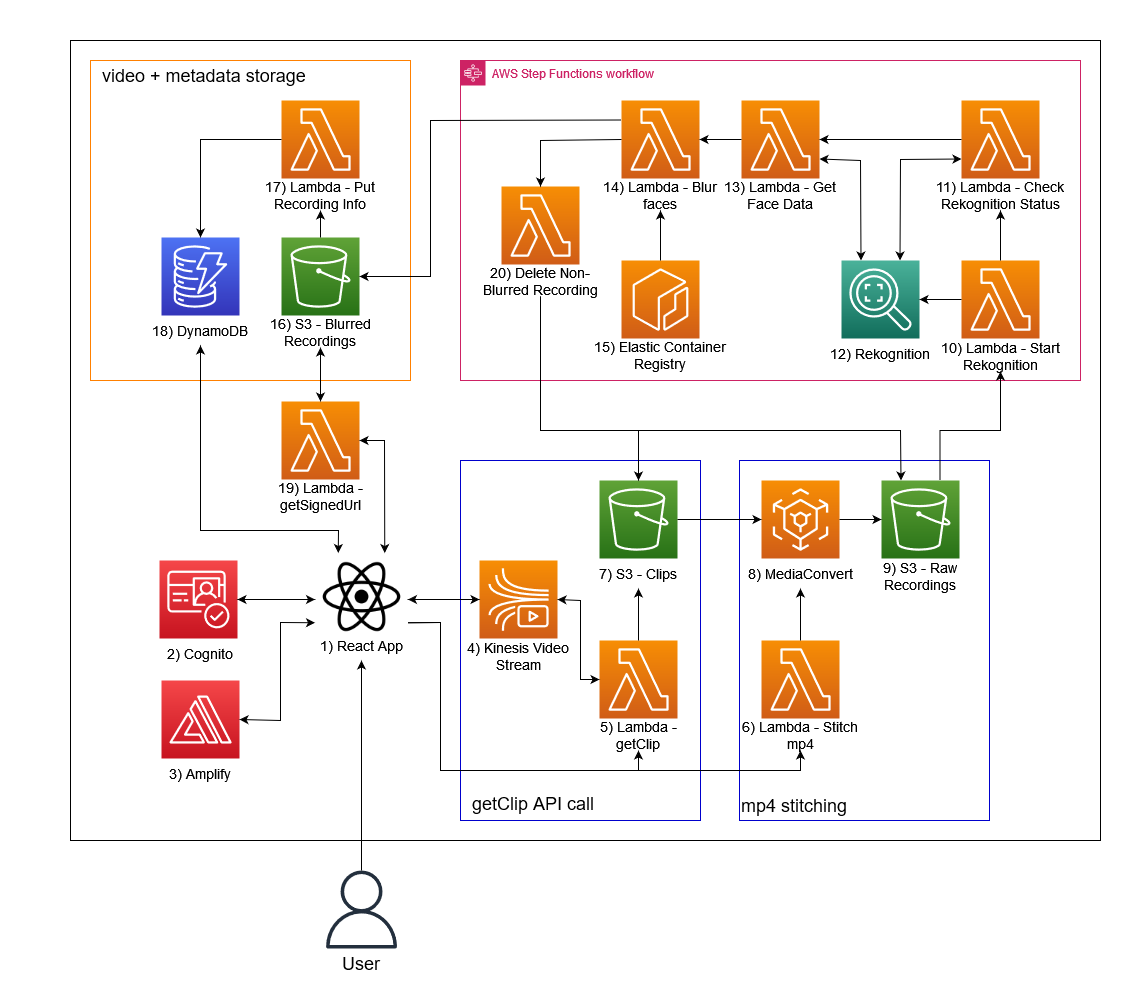 video + metadata storage
AWS Step Functions workflow
17) Lambda - Put
Recording Info
14) Lambda - Blur
faces
13) Lambda - Get
Face Data
11) Lambda - Check
Rekognition Status
20) Delete Non-
Blurred Recording
18) DynamoDB
16) S3 - Blurred
Recordings
15) Elastic Container
Registry
12) Rekognition
10) Lambda - Start
Rekognition
19) Lambda -
getSignedUrl
7) S3 - Clips
8) MediaConvert
9) S3 - Raw
Recordings
2) Cognito
1) React App
4) Kinesis Video
Stream
5) Lambda -
getClip
6) Lambda - Stitch
mp4
3) Amplify
getClip API call
mp4 stitching
User